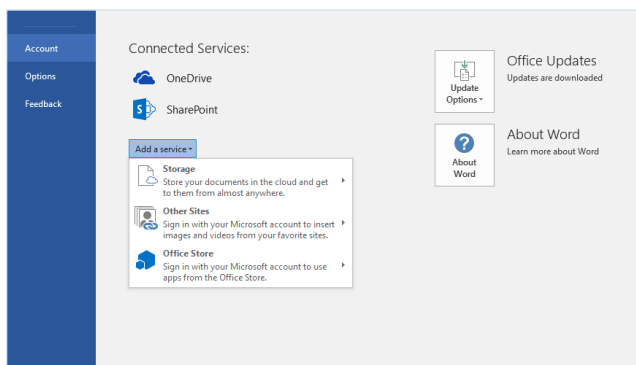 Account
Options
Feedback
Connected Services:
OneDrive
S
SharePoint
Add a service
Storage
Store your documents in the cloud and get
to them from almost anywhere.
Other Sites
Sign in with your Microsoft account to insert
images and videos from your favorite sites.
Office Store
Sign in with your Microsoft account to use
apps from the Office Store.
Update
Options
Office Updates
Updates are downloaded
?
About
Word
About Word
Learn more about Word